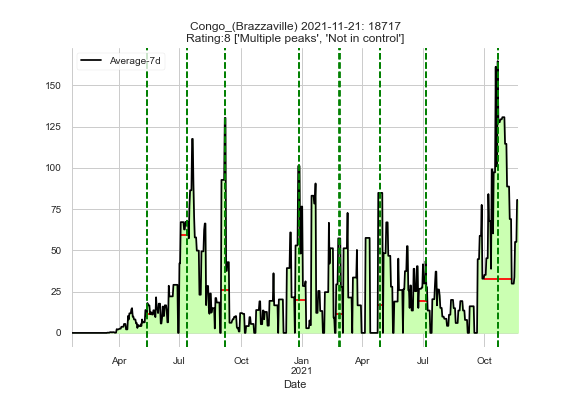 Congo_(Brazzaville) 2021-11-21: 18717
Rating:8 ['Multiple peaks', 'Not in control']
Average-7d
150
125
100
75
50
25
0
Apr Jul Oct Jan Apr Jul Oct
2021
Date